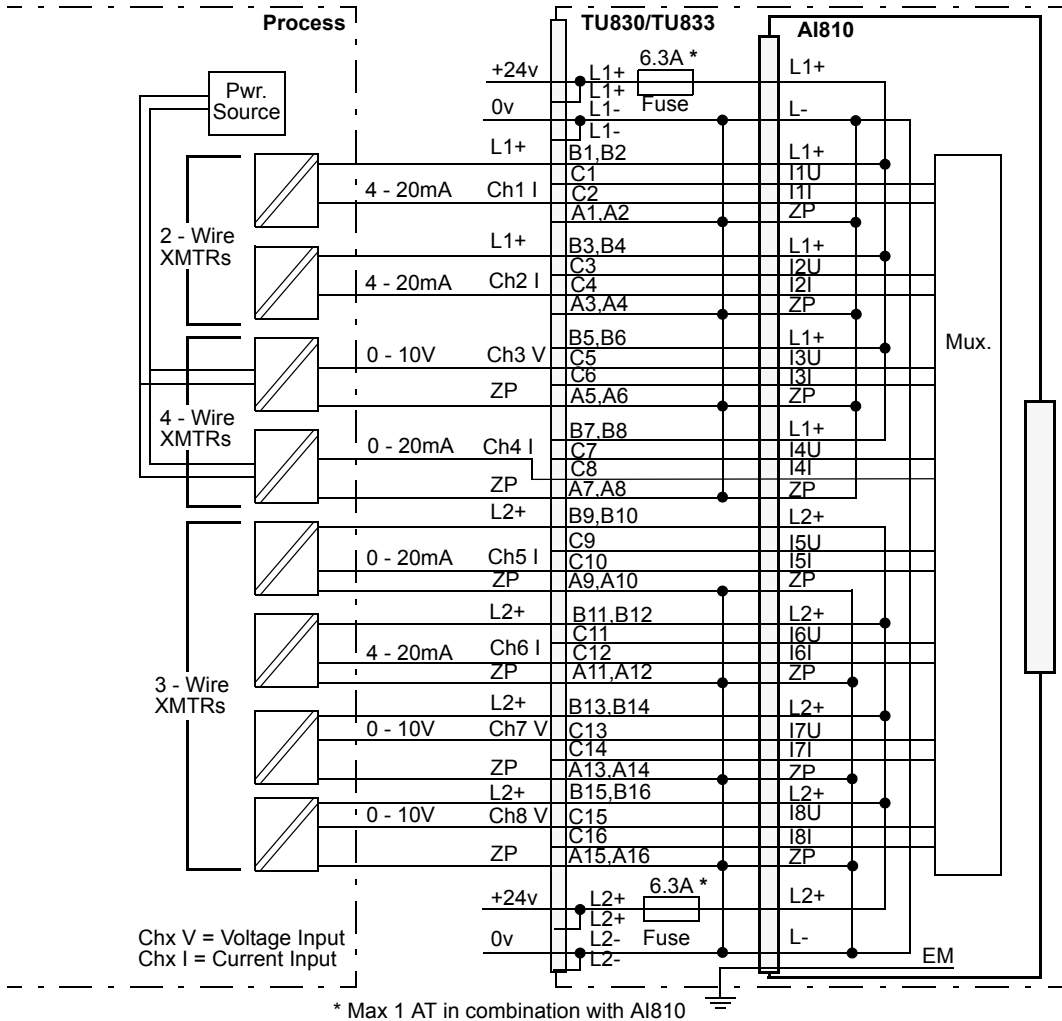 Process
TU830/TU833
AI810
Pwr.
Source
+24v
L1+
L1+
6.3A *
Fuse
L1+
0v
L1-
L1-
L-
L1+
B1,B2
L1+
C1
I1U
4 - 20mA
Ch1 I
C2
I1I
A1,A2
ZP
2 - Wire
XMTRs
L1+
B3,B4
L1+
C3
I2U
4 - 20mA
Ch2 I
C4
I2I
A3,A4
ZP
B5,B6
L1+
0 - 10V
Ch3 V
C5
I3U
C6
I3I
ZP
A5,A6
ZP
Mux.
4 - Wire
XMTRs
B7,B8
L1+
0 - 20mA
Ch4 I
C7
I4U
C8
I4I
ZP
A7,A8
ZP
L2+
B9,B10
L2+
C9
I5U
0 - 20mA
Ch5 I
C10
I5I
ZP
A9,A10
ZP
L2+
B11,B12
L2+
C11
I6U
4 - 20mA
Ch6 I
C12
I6I
ZP
A11,A12
ZP
3 - Wire
XMTRs
L2+
B13,B14
L2+
0 - 10V
Ch7 V
C13
I7U
C14
I7I
ZP
A13,A14
ZP
L2+
B15,B16
L2+
0 - 10V
Ch8 V
C15
I8U
C16
I8I
ZP
A15,A16
ZP
+24v
L2+
L2+
6.3A *
Fuse
L2+
0v
L2-
L2-
L-
EM
Chx V = Voltage Input
Chx I = Current Input
* Max 1 AT in combination with AI810